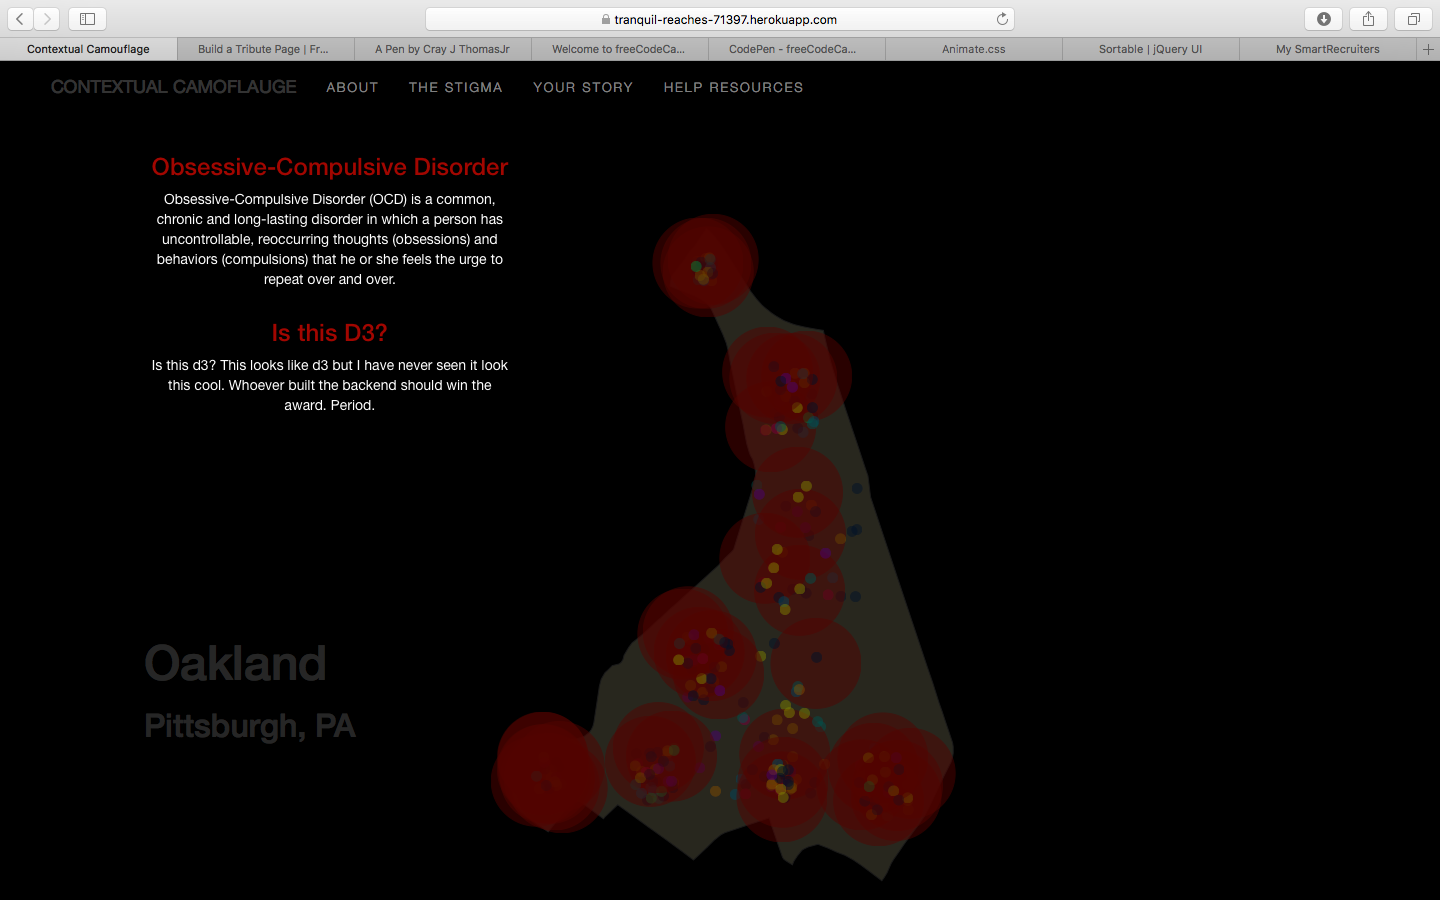 tranquil-reaches-71397.herokuapp.com
Contextual Camouflage
Build a Tribute Page | Fr...
A Pen by Cray J ThomasJr
Welcome to freeCodeCa...
CodePen - freeCodeCa...
Animate.css
Sortable | jQuery UI
My SmartRecruiters
CONTEXTUAL CAMOFLAUGE
ABOUT
THE STIGMA
YOUR STORY
HELP RESOURCES
Obsessive-Compulsive Disorder
Obsessive-Compulsive Disorder (OCD) is a common,
chronic and long-lasting disorder in which a person has
uncontrollable, reoccurring thoughts (obsessions) and
behaviors (compulsions) that he or she feels the urge to
repeat over and over.
Is this D3?
Is this d3? This looks like d3 but I have never seen it look
this cool. Whoever built the backend should win the
award. Period.
Oakland
Pittsburgh, PA